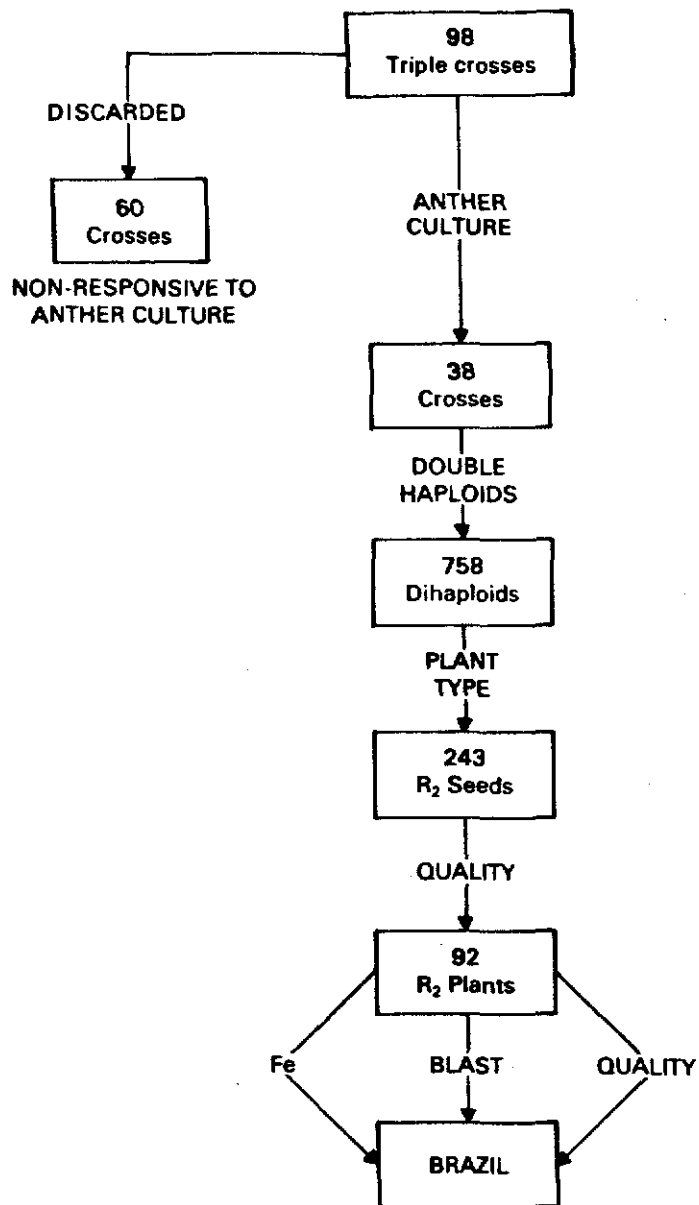 98
Triple crosses
DISCARDED
60
Crosses
NON-RESPONSIVE TO
ANTHER CULTURE
ANTHER
CULTURE
38
Crosses
DOUBLE
HAPLOIDS
758
Dihaploids
PLANT
TYPE
243
R₂ Seeds
QUALITY
92
R₂ Plants
Fe
BLAST
QUALITY
BRAZIL